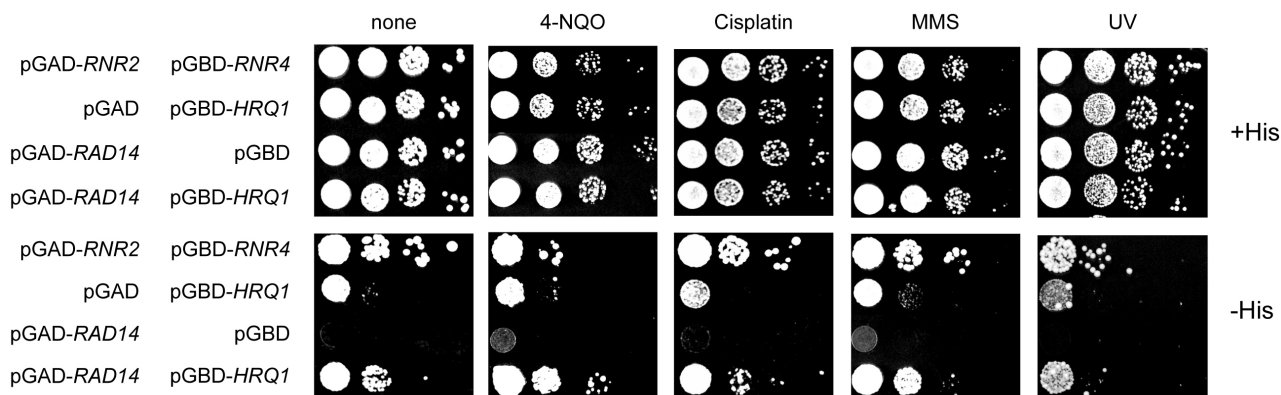 none 4-NQO Cisplatin MMS UV
pGAD-RNR2 pGBD-RNR4
pGAD pGBD-HRQ1
pGAD-RAD14 pGBD
pGAD-RAD14 pGBD-HRQ1
+His
pGAD-RNR2 pGBD-RNR4
pGAD pGBD-HRQ1
pGAD-RAD14 pGBD
pGAD-RAD14 pGBD-HRQ1
-His